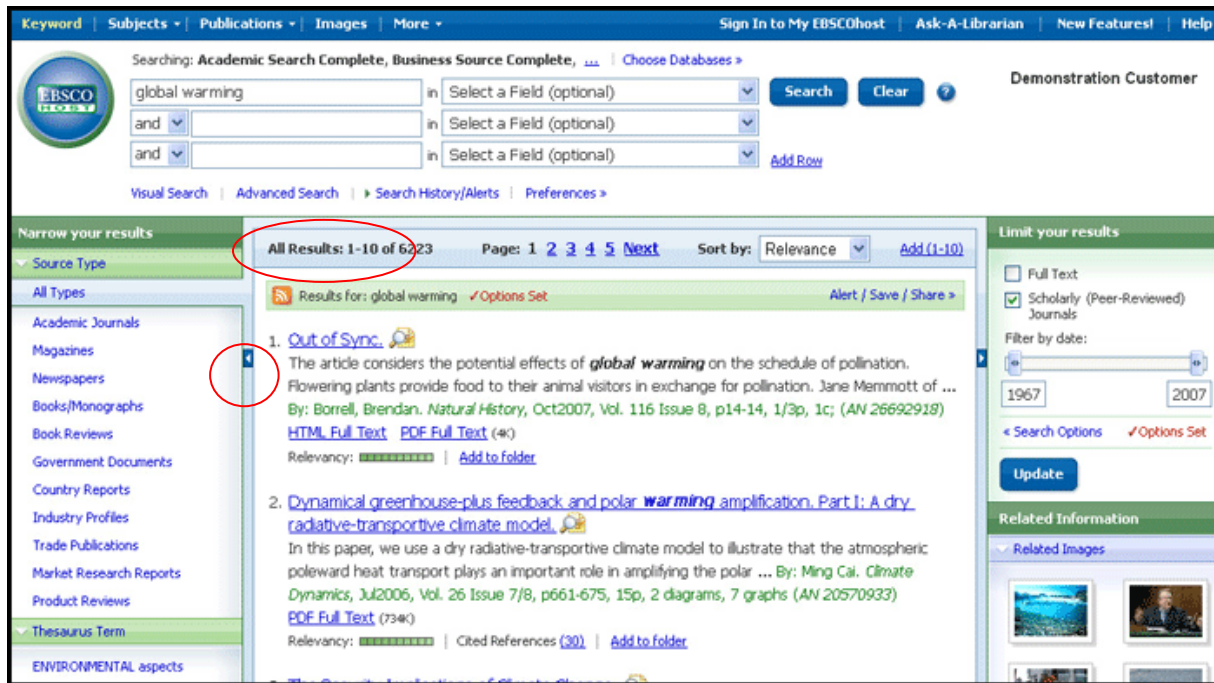 Keyword | Subjects | Publications | Images | More Sign In to My EBSCOhost | Ask-A-Librarian | New Features! | Help
Searching: Academic Search Complete, Business Source Complete, ... | Choose Databases »
EBSCO HOST
global warming in Select a Field (optional) Search Clear ?
and in Select a Field (optional)
and in Select a Field (optional) Add Row
Demonstration Customer
Visual Search | Advanced Search | Search History/Alerts | Preferences »
Narrow your results
Source Type
All Types
Academic Journals
Magazines
Newspapers
Books/Monographs
Book Reviews
Government Documents
Country Reports
Industry Profiles
Trade Publications
Market Research Reports
Product Reviews
Thesaurus Term
ENVIRONMENTAL aspects
All Results: 1-10 of 6223 Page: 1 2 3 4 5 Next Sort by: Relevance Add (1-10)
Results for: global warming ✓Options Set Alert / Save / Share »
1. Out of Sync.
The article considers the potential effects of global warming on the schedule of pollination.
Flowering plants provide food to their animal visitors in exchange for pollination. Jane Memmott of ...
By: Borrell, Brendan. Natural History, Oct2007, Vol. 116 Issue 8, p14-14, 1/3p, 1c; (AN 26692918)
HTML Full Text PDF Full Text (4K)
Relevancy: | Add to folder
2. Dynamical greenhouse-plus feedback and polar warming amplification. Part I: A dry
radiative-transportive climate model.
In this paper, we use a dry radiative-transportive climate model to illustrate that the atmospheric
poleward heat transport plays an important role in amplifying the polar ... By: Ming Cai. Climate
Dynamics, Jul2006, Vol. 26 Issue 7/8, p661-675, 15p, 2 diagrams, 7 graphs (AN 20570933)
PDF Full Text (734K)
Relevancy: | Cited References (30) | Add to folder
The Security Implications of Climate Change.
Limit your results
Full Text
Scholarly (Peer-Reviewed)
Journals
Filter by date:
1967 2007
« Search Options ✓Options Set
Update
Related Information
Related Images